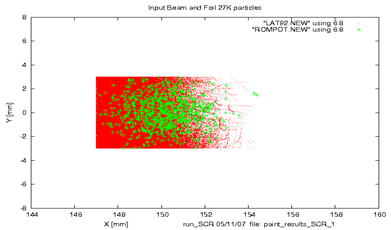 Input Beam and Foil 27K particles
"LAT92.NEW" using 6:8
"ROMPOT.NEW" using 6:8
8
6
4
2
0
-2
-4
-6
-8
Y [mm]
144 146 148 150 152 154 156 158 160
X [mm] run_SCR 05/11/07 file: paint_results_SCR_1